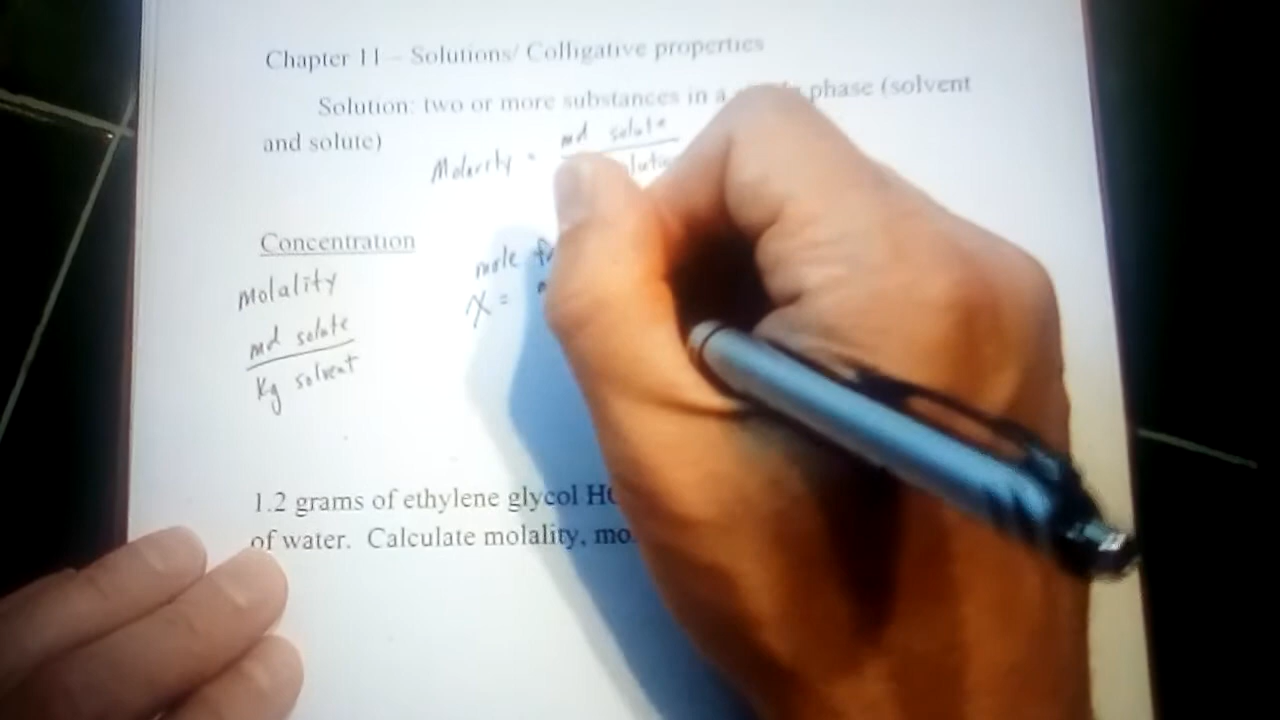 Chapter 11 – Solutions/ Colligative properties
Solution: two or more substances in a phase (solvent
and solute)
Molarity = mol solute
Concentration
Molality
mol solute
Kg solvent
mole
X =
1.2 grams of ethylene glycol
of water. Calculate molality,